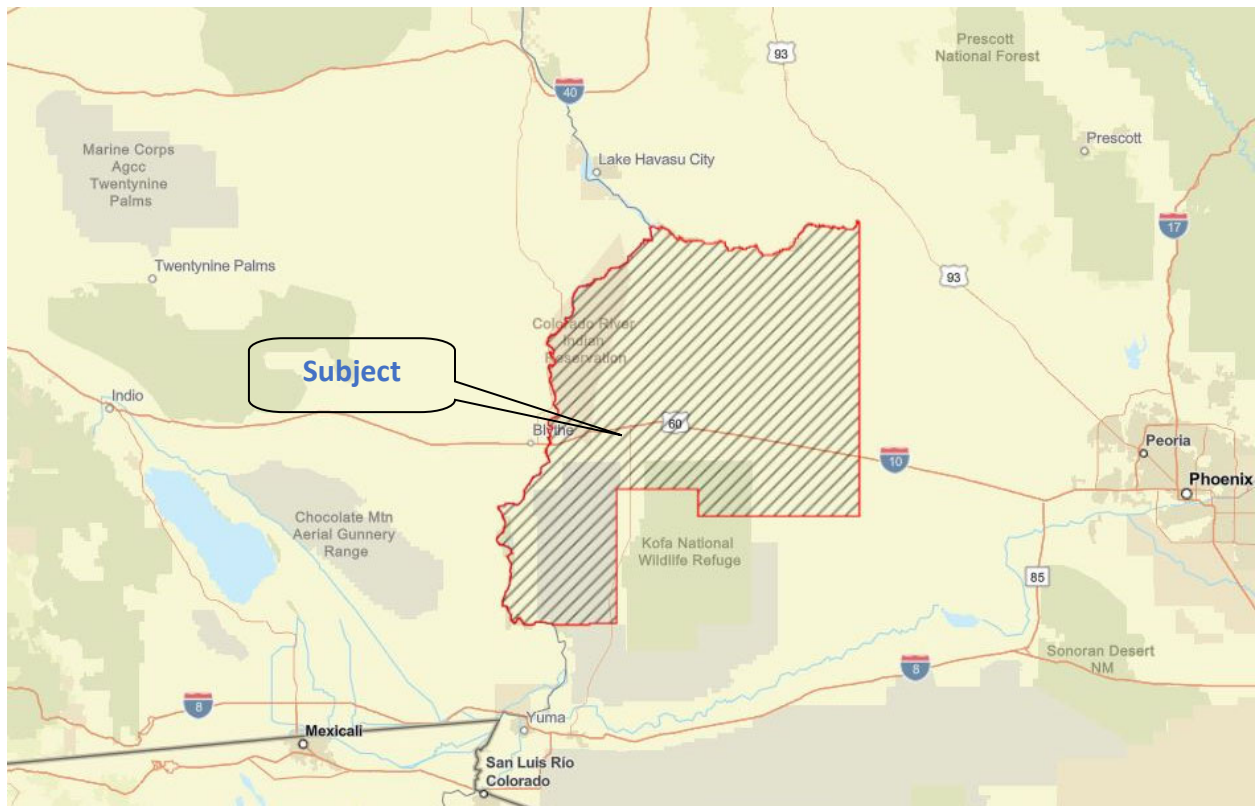 93
Prescott
National Forest
40
Marine Corps
Agcc
Twentynine
Palms
Prescott
Lake Havasu City
17
Twentynine Palms
93
Colorado River
Indian
Reservation
Subject
Indio
Blythe
60
Peoria
10
Phoenix
Chocolate Mtn
Aerial Gunnery
Range
Kofa National
Wildlife Refuge
85
Sonoran Desert
NM
8
8
Yuma
Mexicali
San Luis Río
Colorado